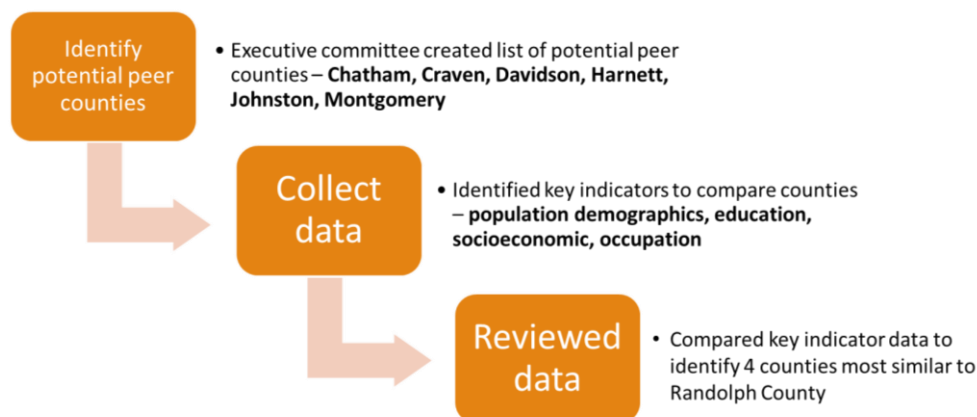 Identify
potential peer
counties
• Executive committee created list of potential peer
counties – Chatham, Craven, Davidson, Harnett,
Johnston, Montgomery
Collect
data
• Identified key indicators to compare counties
– population demographics, education,
socioeconomic, occupation
Reviewed
data
• Compared key indicator data to
identify 4 counties most similar to
Randolph County